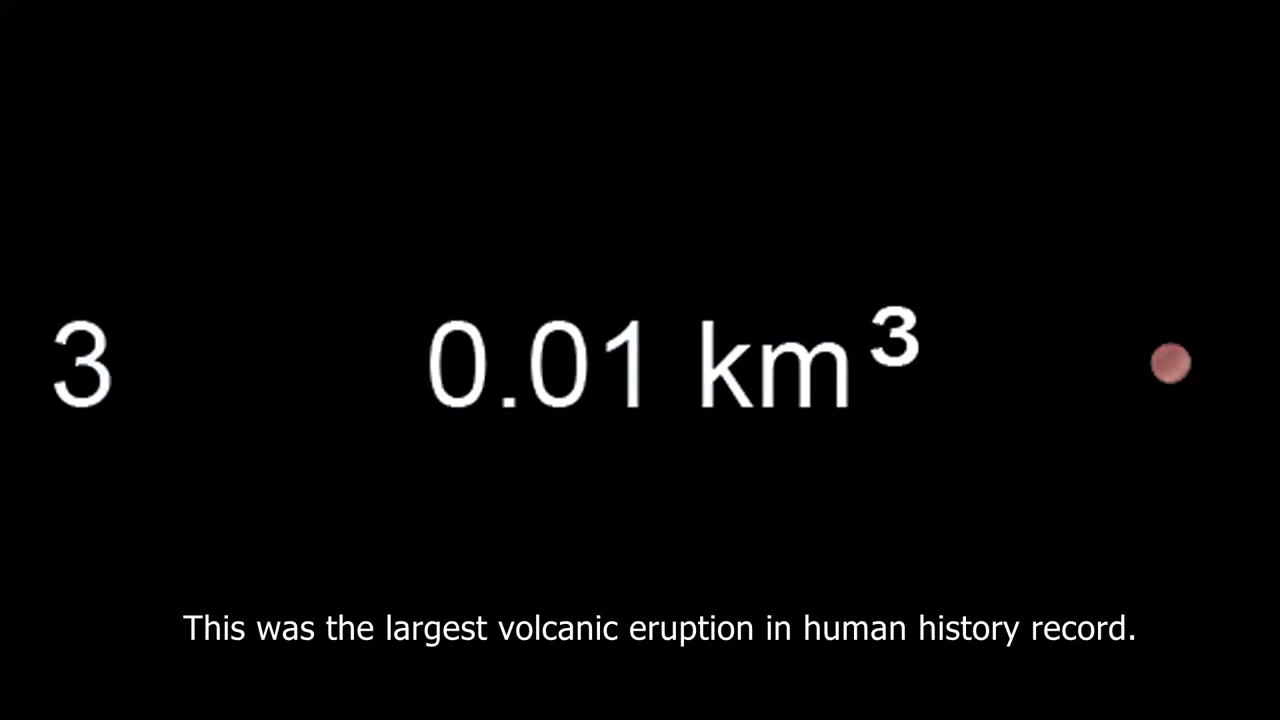 3 0.01 km³
This was the largest volcanic eruption in human history record.